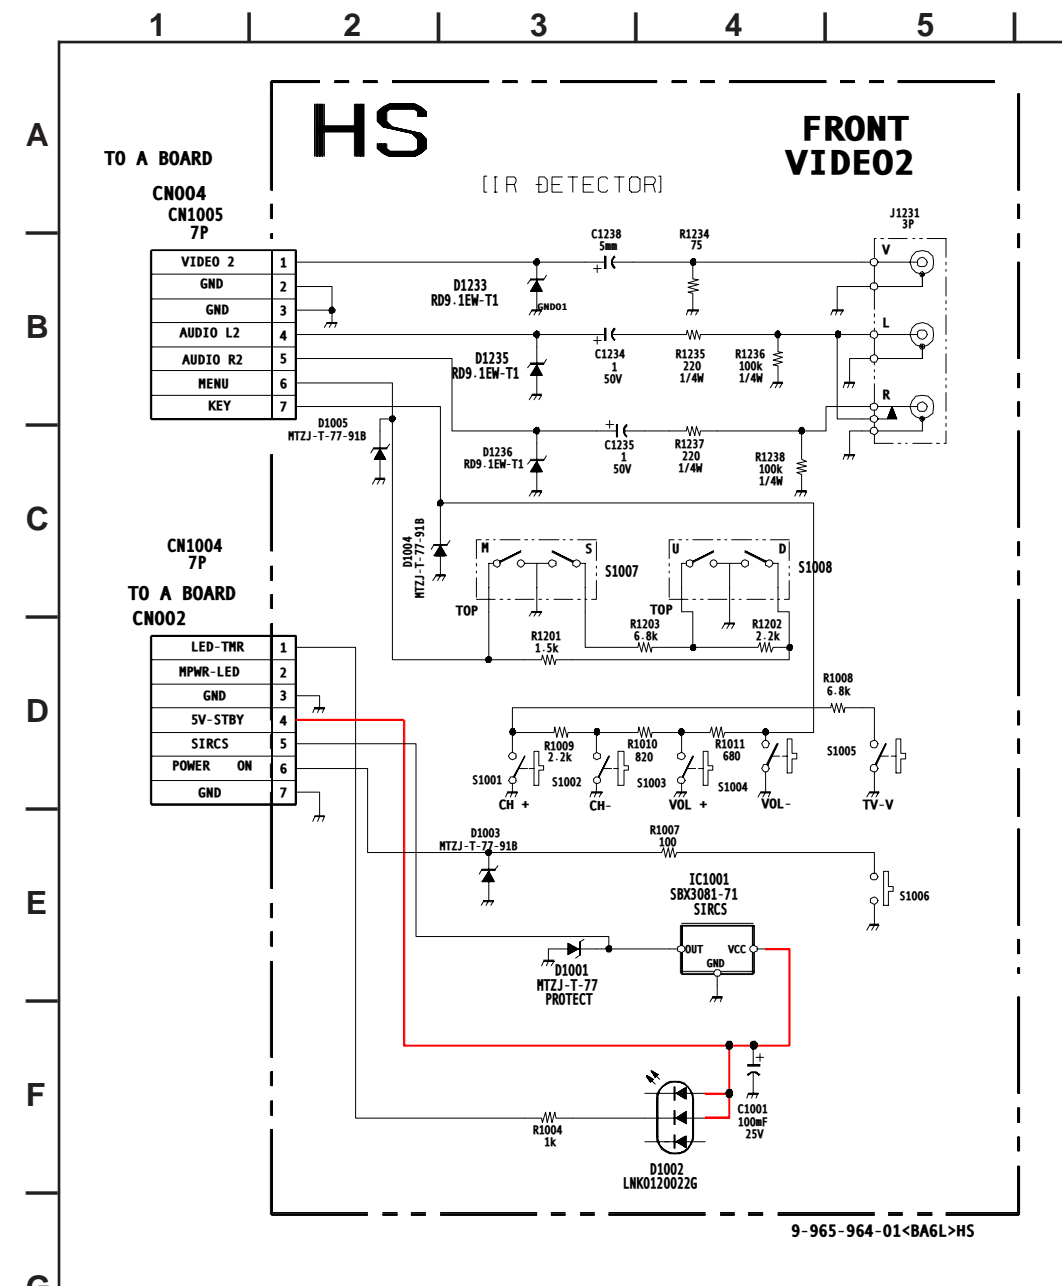 1 2 3 4 5
A
B
C
D
E
F
G
HS
FRONT
VIDEO2
[IR DETECTOR]
TO A BOARD
CN004
CN1005
7P
VIDEO 2 1
GND 2
GND 3
AUDIO L2 4
AUDIO R2 5
MENU 6
KEY 7
C1238
5mm
+
R1234
75
J1231
3P
V
L
R
D1233
RD9.1EW-T1
GND01
D1235
RD9.1EW-T1
+
C1234
1
50V
R1235
220
1/4W
R1236
100k
1/4W
D1005
MTZJ-T-77-91B
D1236
RD9.1EW-T1
+
C1235
1
50V
R1237
220
1/4W
R1238
100k
1/4W
D1004
MTZJ-T-77-91B
M S
S1007
TOP
U D
S1008
TOP
R1201
1.5k
R1203
6.8k
R1202
2.2k
CN1004
7P
TO A BOARD
CN002
LED-TMR 1
MPWR-LED 2
GND 3
5V-STBY 4
SIRCS 5
POWER ON 6
GND 7
R1008
6.8k
R1009
2.2k
R1010
820
R1011
680
S1001
S1002
S1003
S1004
S1005
CH +
CH-
VOL +
VOL-
TV-V
D1003
MTZJ-T-77-91B
R1007
100
S1006
IC1001
SBX3081-71
SIRCS
OUT VCC
GND
D1001
MTZJ-T-77
PROTECT
+
C1001
100mF
25V
R1004
1k
D1002
LNK0120022G
9-965-964-01<BA6L>HS